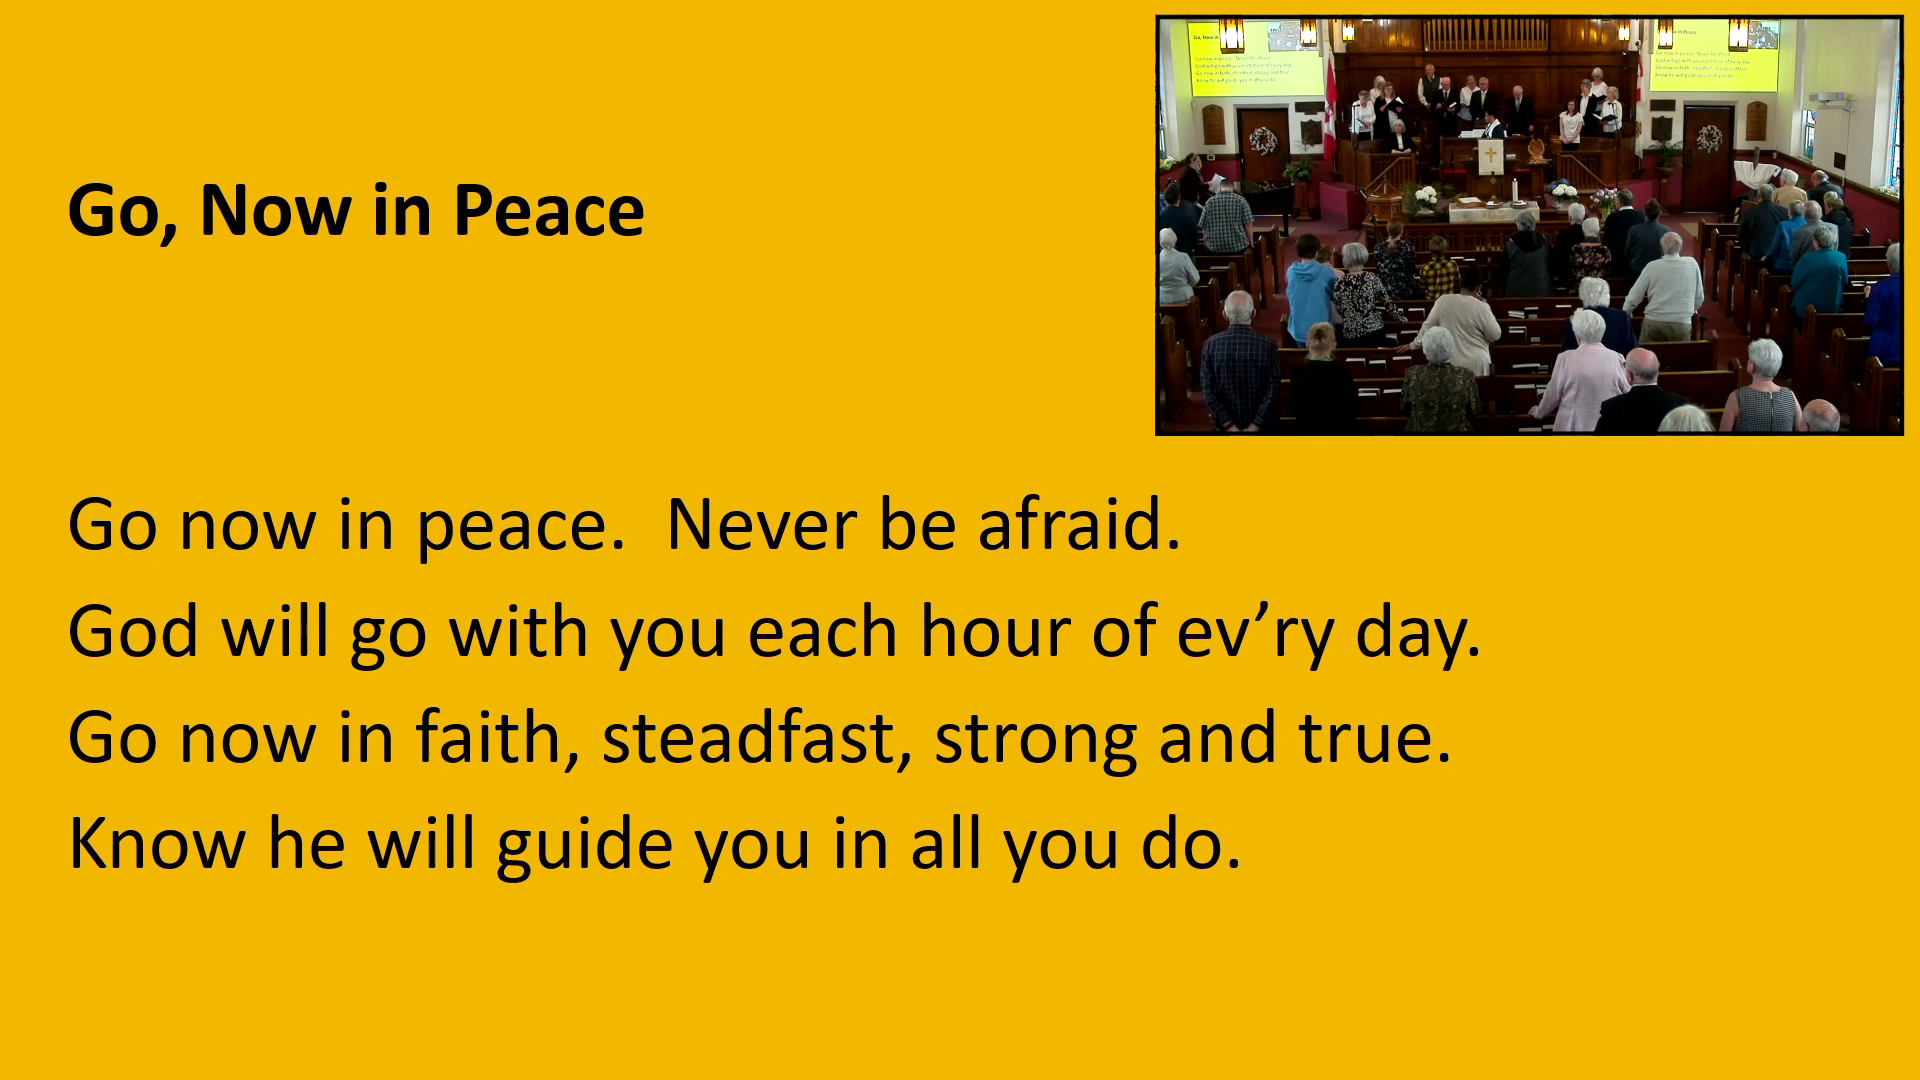 Go, Now in Peace
Go now in peace.  Never be afraid.
God will go with you each hour of ev’ry day.
Go now in faith, steadfast, strong and true.
Know he will guide you in all you do.